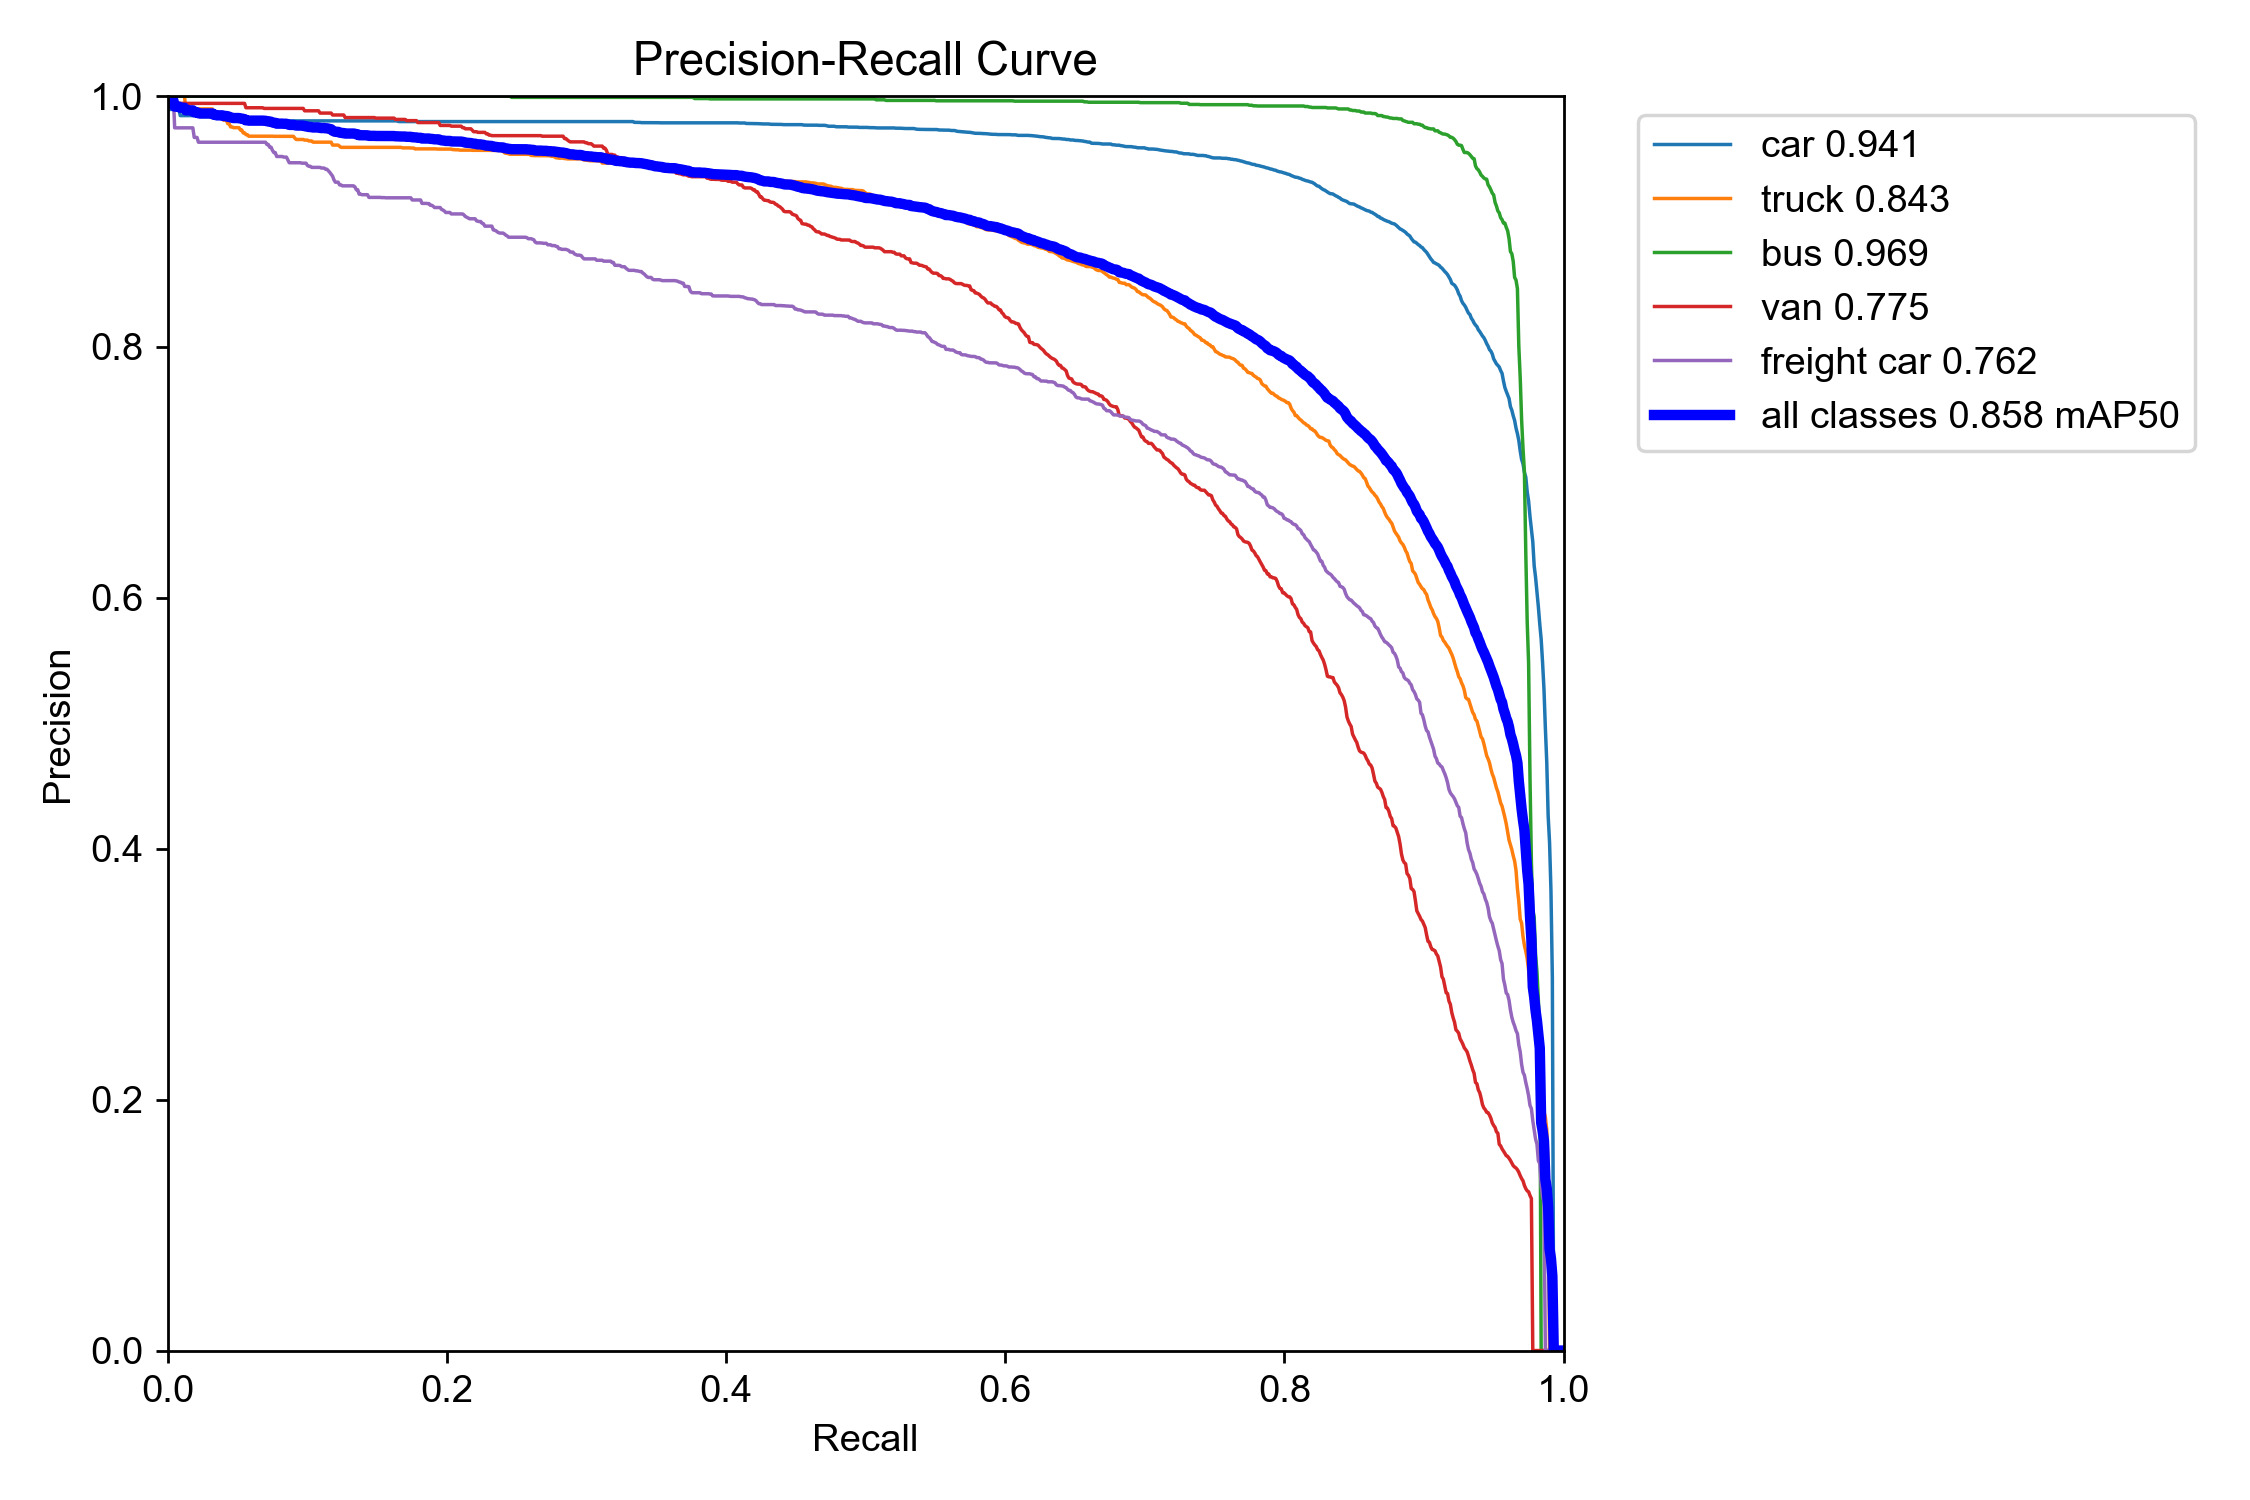 Precision-Recall Curve
1.0
0.8
0.6
0.4
0.2
0.0
Precision
0.0 0.2 0.4 0.6 0.8 1.0
Recall
car 0.941
truck 0.843
bus 0.969
van 0.775
freight car 0.762
all classes 0.858 mAP50